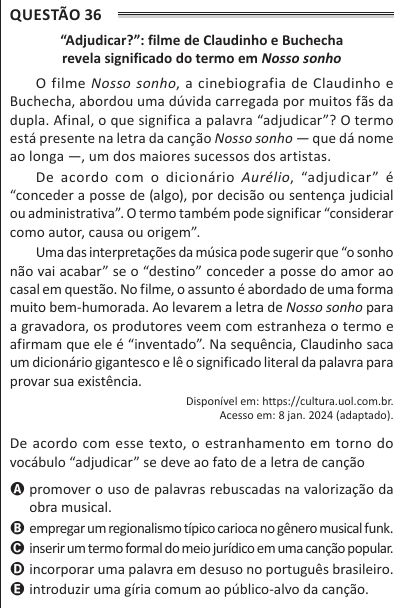 QUESTÃO 36
“Adjudicar?”: filme de Claudinho e Buchecha
revela significado do termo em Nosso sonho
O filme Nosso sonho, a cinebiografia de Claudinho e
Buchecha, abordou uma dúvida carregada por muitos fãs da
dupla. Afinal, o que significa a palavra “adjudicar”? O termo
está presente na letra da canção Nosso sonho — que dá nome
ao longa —, um dos maiores sucessos dos artistas.
De acordo com o dicionário Aurélio, “adjudicar” é
“conceder a posse de (algo), por decisão ou sentença judicial
ou administrativa”. O termo também pode significar “considerar
como autor, causa ou origem”.
Uma das interpretações da música pode sugerir que “o sonho
não vai acabar” se o “destino” conceder a posse do amor ao
casal em questão. No filme, o assunto é abordado de uma forma
muito bem-humorada. Ao levarem a letra de Nosso sonho para
a gravadora, os produtores veem com estranheza o termo e
afirmam que ele é “inventado”. Na sequência, Claudinho saca
um dicionário gigantesco e lê o significado literal da palavra para
provar sua existência.
Disponível em: https://cultura.uol.com.br.
Acesso em: 8 jan. 2024 (adaptado).
De acordo com esse texto, o estranhamento em torno do
vocábulo “adjudicar” se deve ao fato de a letra de canção
A promover o uso de palavras rebuscadas na valorização da
obra musical.
B empregar um regionalismo típico carioca no gênero musical funk.
C inserir um termo formal do meio jurídico em uma canção popular.
D incorporar uma palavra em desuso no português brasileiro.
E introduzir uma gíria comum ao público-alvo da canção.